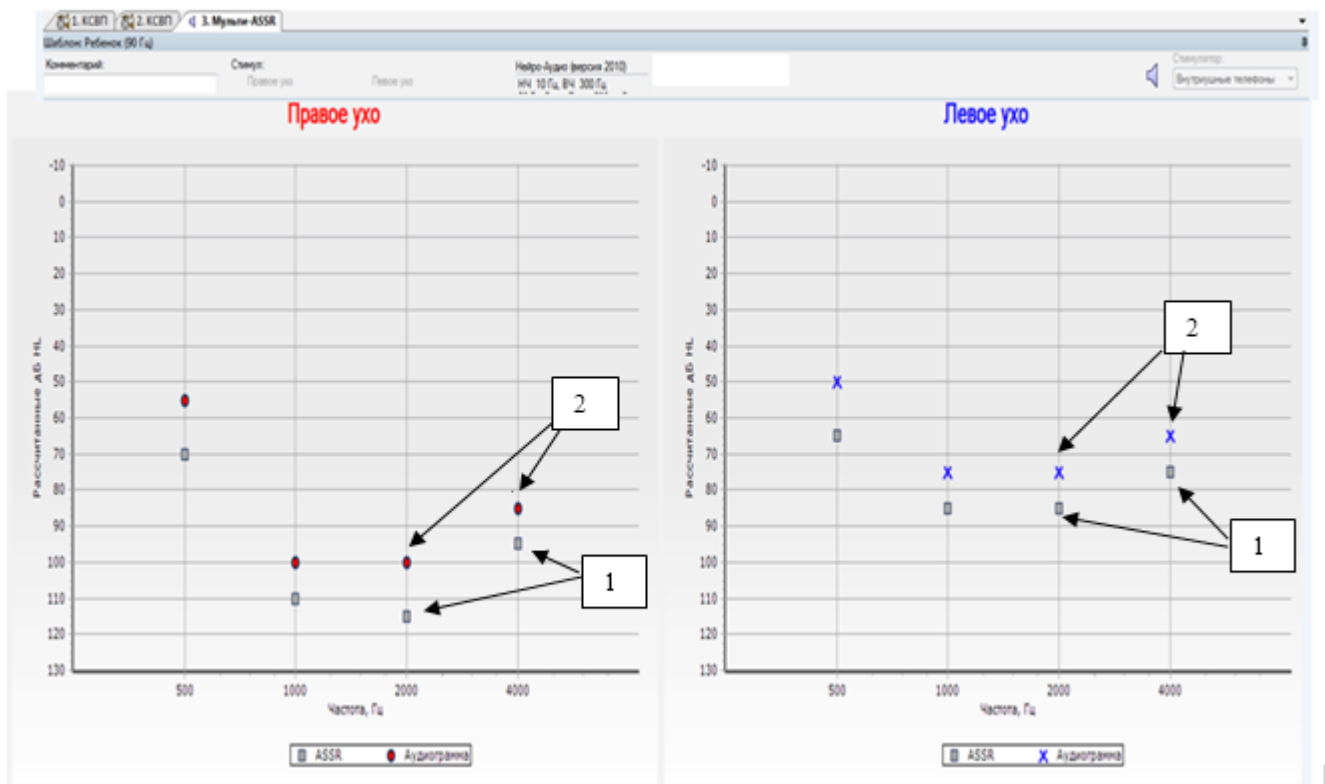 1. КСВП 2. КСВП 3. Мульти-ASSR
Шаблон: Ребенок (90 Гц)
Комментарий: Стимул: Нейро-Аудио (версия 2010) Стимулятор:
Правое ухо Левое ухо НЧ 10 Гц, ВЧ 300 Гц Внутриушные телефоны
Правое ухо
-10
0
10
20
30
40
50
60
70
80
90
100
110
120
130
Рассчитанные дБ HL
2
1
500 1000 2000 4000
Частота, Гц
ASSR Аудиограмма
Левое ухо
-10
0
10
20
30
40
50
60
70
80
90
100
110
120
130
Рассчитанные дБ HL
2
1
500 1000 2000 4000
Частота, Гц
ASSR Аудиограмма